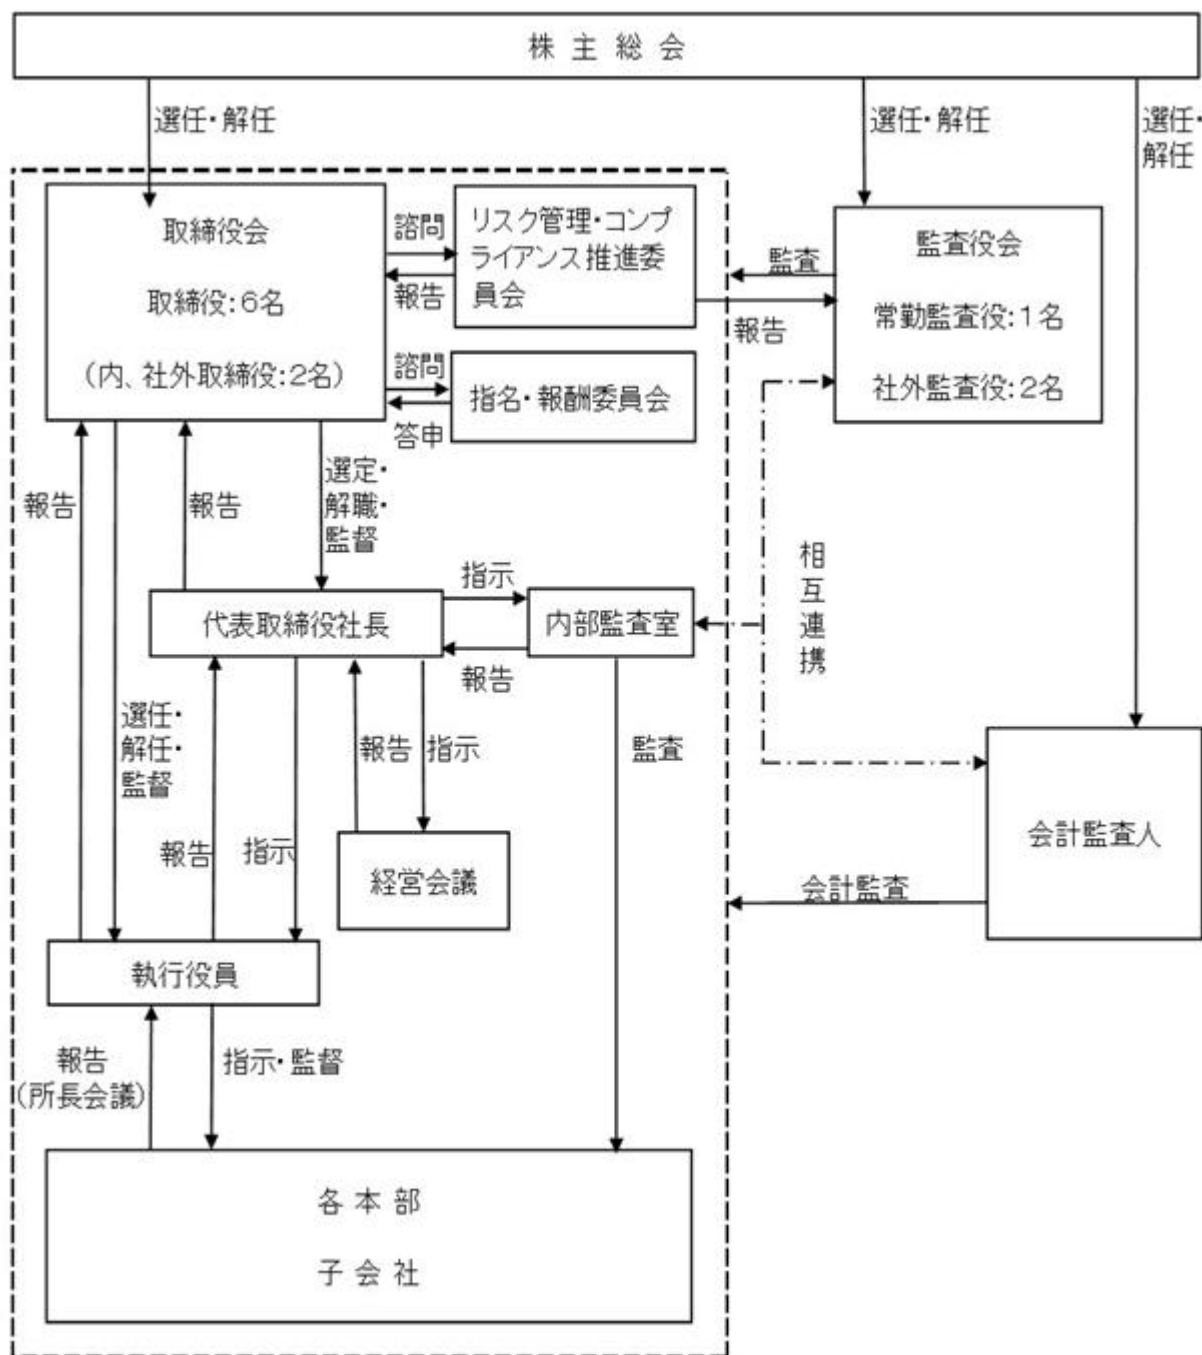 株 主 総 会
選任・解任
選任・解任
選任・
解任
取締役会
取締役:6名
(内、社外取締役:2名)
諮問
報告
リスク管理・コンプ
ライアンス推進委
員会
諮問
答申
指名・報酬委員会
監査
報告
監査役会
常勤監査役:1名
社外監査役:2名
報告
報告
選定・
解職・
監督
代表取締役社長
指示
報告
内部監査室
相
互
連
携
選任・
解任・
監督
報告
指示
報告
指示
監査
経営会議
会計監査人
会計監査
執行役員
報告
(所長会議)
指示・監督
各 本 部
子 会 社